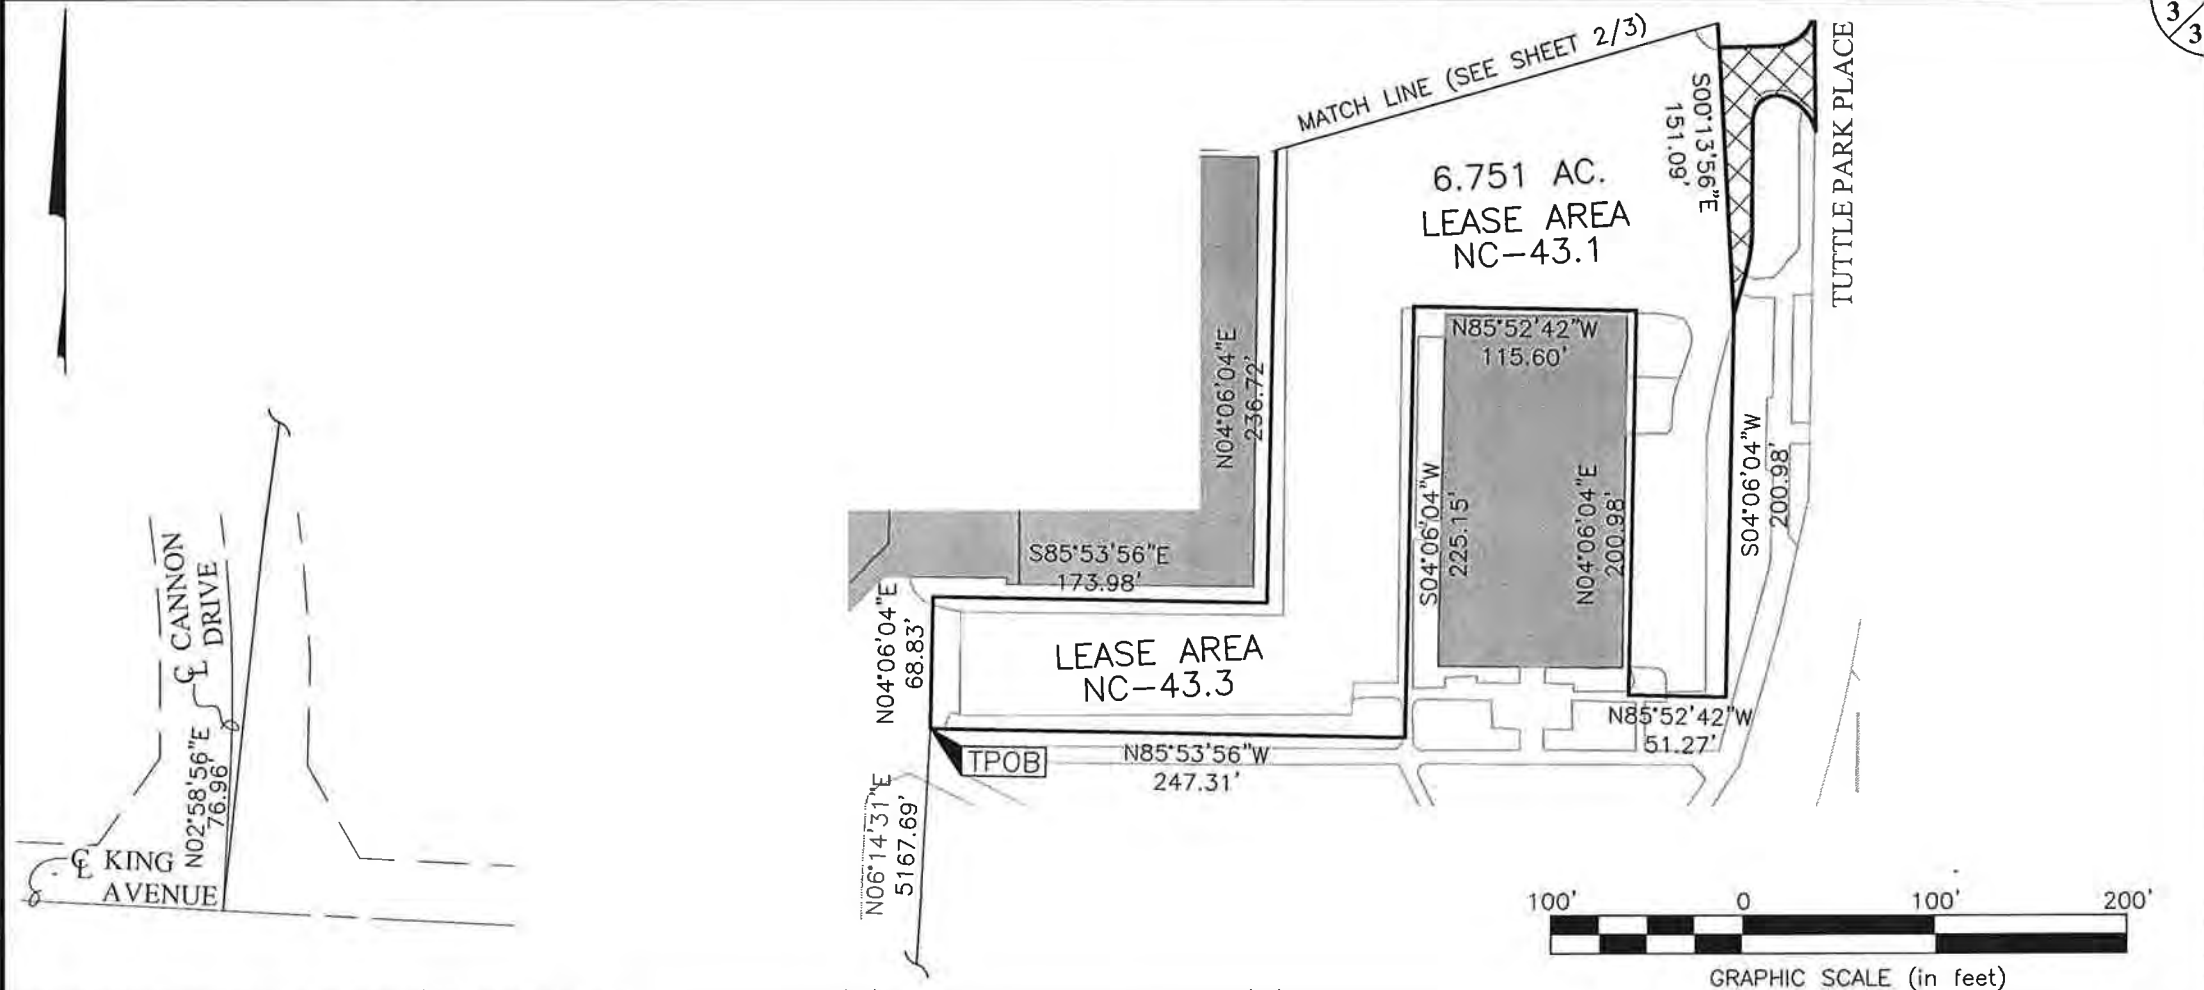 3/3
MATCH LINE (SEE SHEET 2/3)
TUTTLE PARK PLACE
S00°13'56"E
151.09'
6.751 AC.
LEASE AREA
NC-43.1
N85°52'42"W
115.60'
N04°06'04"E
236.72'
S04°06'04"W
225.15'
N04°06'04"E
200.98'
S04°06'04"W
200.98'
S85°53'56"E
173.98'
N04°06'04"E
68.83'
LEASE AREA
NC-43.3
N85°52'42"W
51.27'
TPOB
N85°53'56"W
247.31'
N06°14'31"E
5167.69'
℄ CANNON
DRIVE
N02°58'56"E
76.96'
℄ KING
AVENUE
100' 0 100' 200'
GRAPHIC SCALE (in feet)